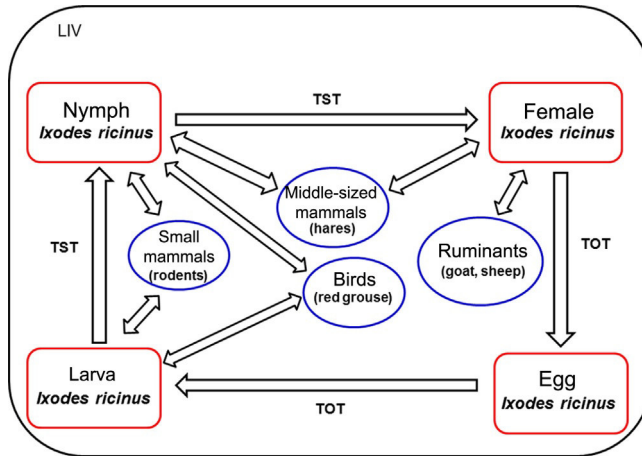 LIV
Nymph
Ixodes ricinus
TST
Female
Ixodes ricinus
Middle-sized
mammals
(hares)
TST
Small
mammals
(rodents)
Birds
(red grouse)
Ruminants
(goat, sheep)
TOT
Larva
Ixodes ricinus
TOT
Egg
Ixodes ricinus